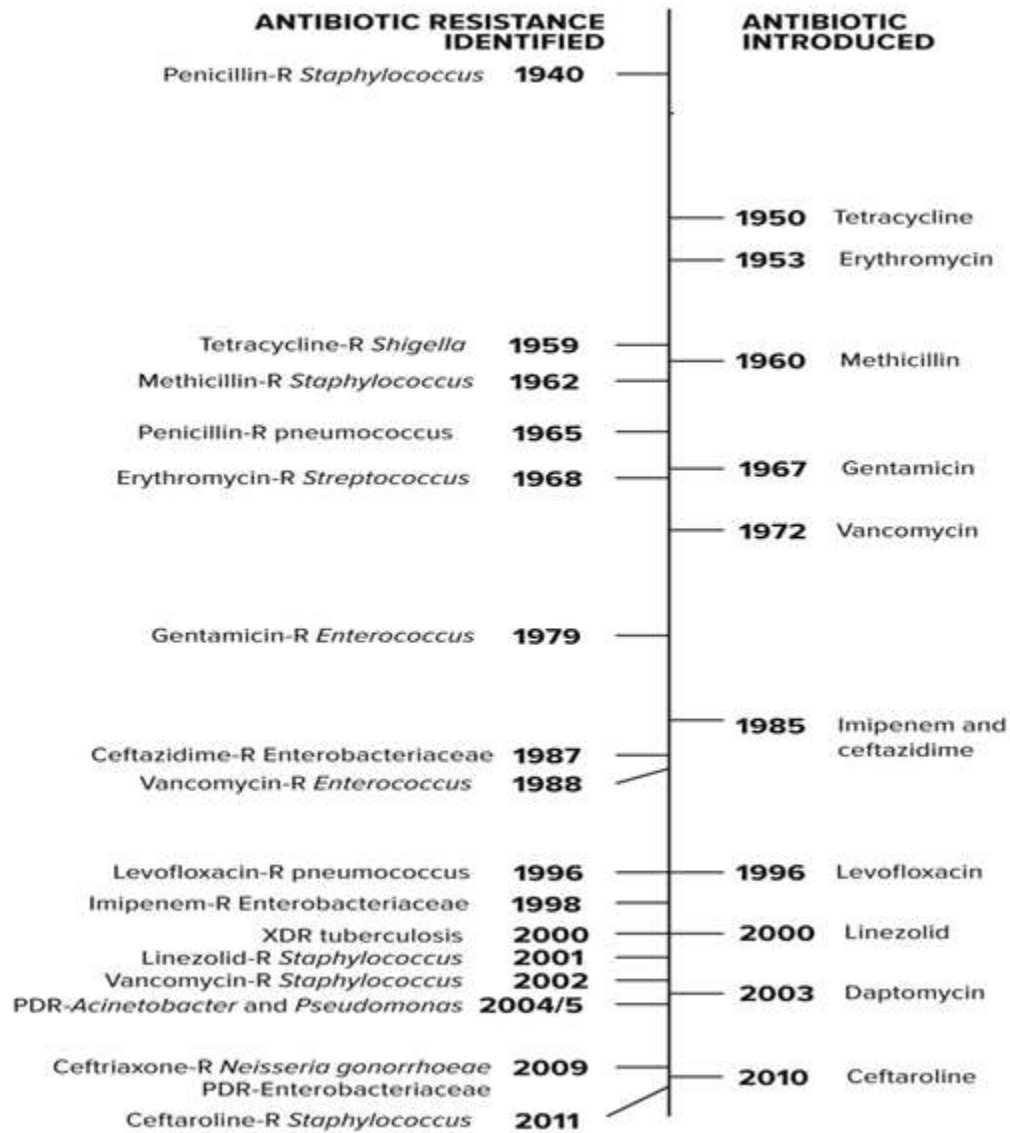 ANTIBIOTIC RESISTANCE
IDENTIFIED
ANTIBIOTIC
INTRODUCED
Penicillin-R Staphylococcus 1940
1950 Tetracycline
1953 Erythromycin
Tetracycline-R Shigella 1959
1960 Methicillin
Methicillin-R Staphylococcus 1962
Penicillin-R pneumococcus 1965
1967 Gentamicin
Erythromycin-R Streptococcus 1968
1972 Vancomycin
Gentamicin-R Enterococcus 1979
1985 Imipenem and
ceftazidime
Ceftazidime-R Enterobacteriaceae 1987
Vancomycin-R Enterococcus 1988
Levofloxacin-R pneumococcus 1996
1996 Levofloxacin
Imipenem-R Enterobacteriaceae 1998
XDR tuberculosis 2000
2000 Linezolid
Linezolid-R Staphylococcus 2001
Vancomycin-R Staphylococcus 2002
2003 Daptomycin
PDR-Acinetobacter and Pseudomonas 2004/5
Ceftriaxone-R Neisseria gonorrhoeae 2009
PDR-Enterobacteriaceae
2010 Ceftaroline
Ceftaroline-R Staphylococcus 2011